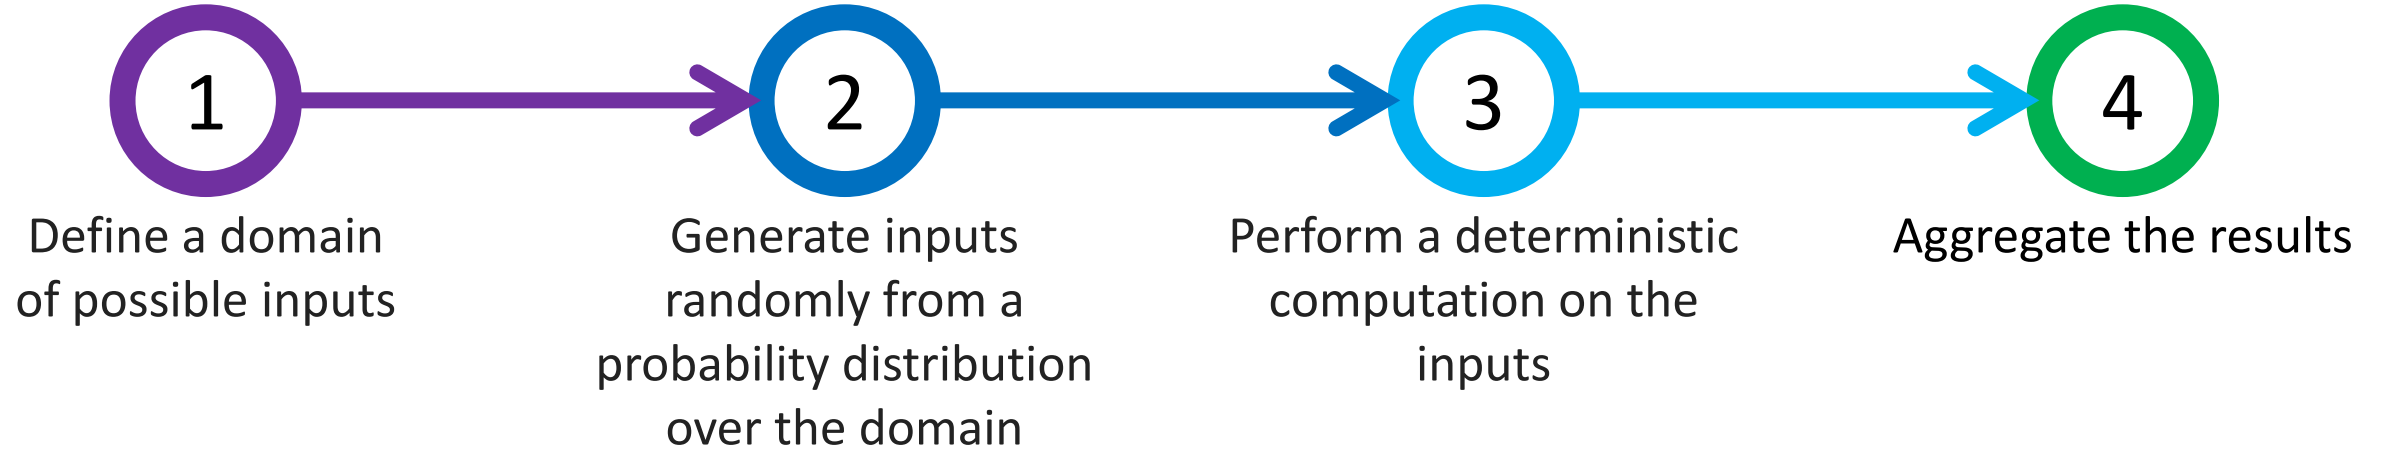 1
2
3
4
Define a domain
of possible inputs
Generate inputs
randomly from a
probability distribution
over the domain
Perform a deterministic
computation on the
inputs
Aggregate the results